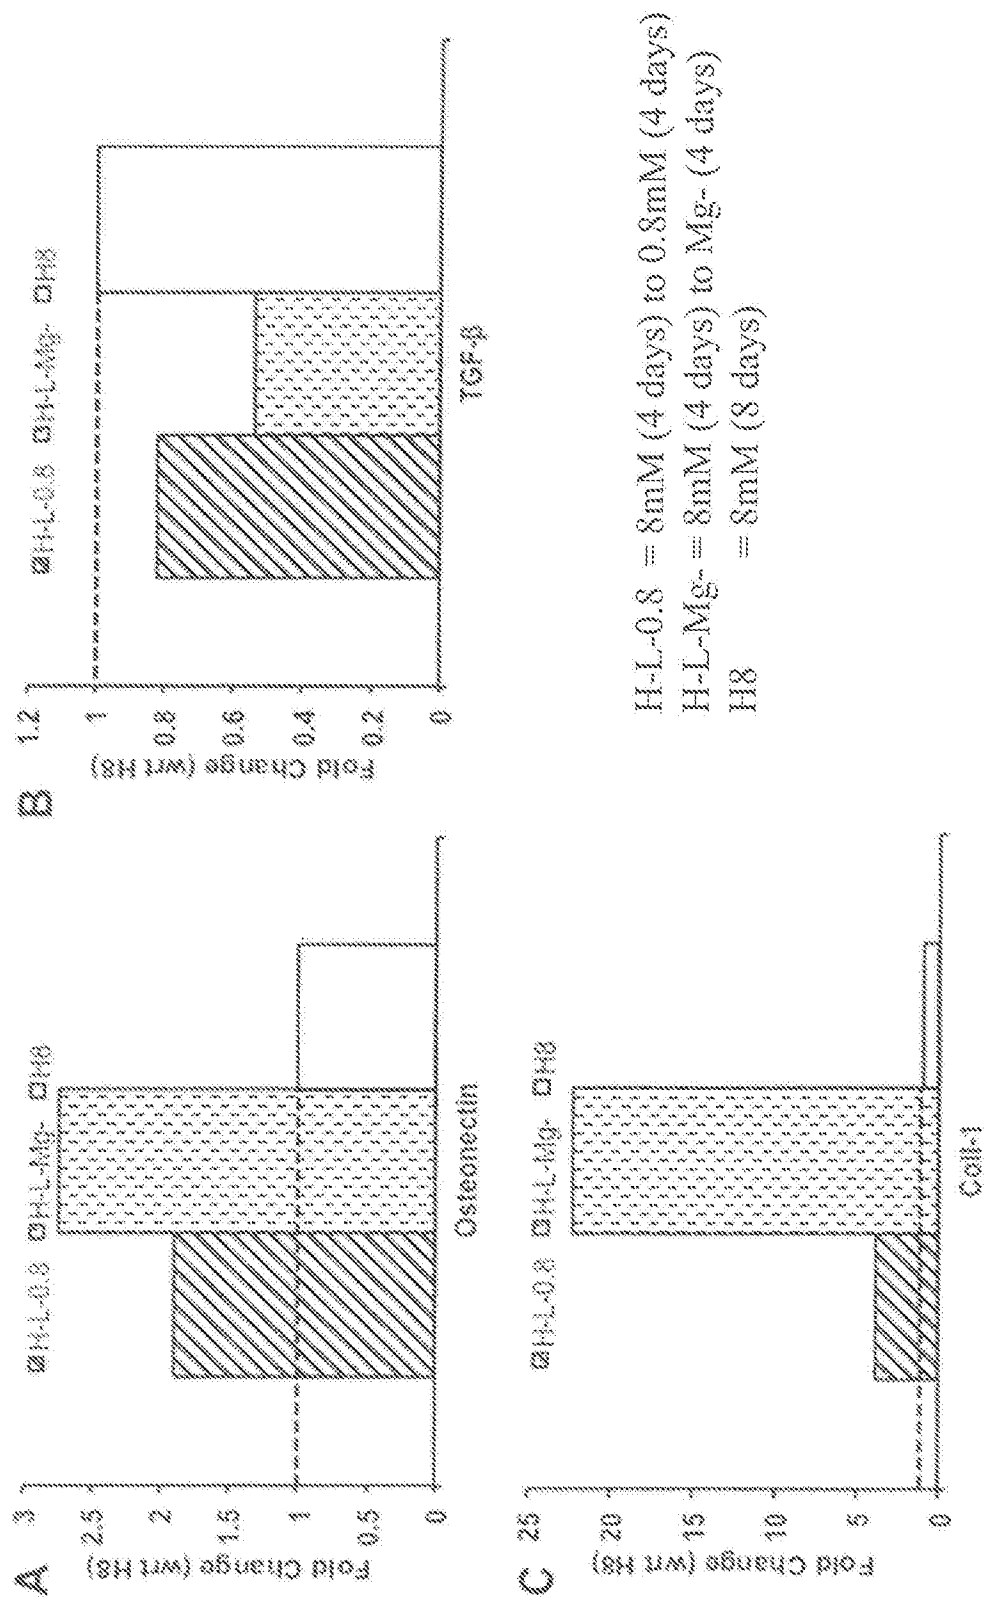 A
Fold Change (wrt H8)
3
2.5
2
1.5
1
0.5
0
H-L-0.8 H-L-Mg- H8
Osteonectin
B
Fold Change (wrt H8)
1.2
1
0.8
0.6
0.4
0.2
0
H-L-0.8 H-L-Mg- H8
TGF-β
C
Fold Change (wrt H8)
25
20
15
10
5
0
H-L-0.8 H-L-Mg- H8
Coll-1
H-L-0.8 = 8mM (4 days) to 0.8mM (4 days)
H-L-Mg- = 8mM (4 days) to Mg- (4 days)
H8 = 8mM (8 days)